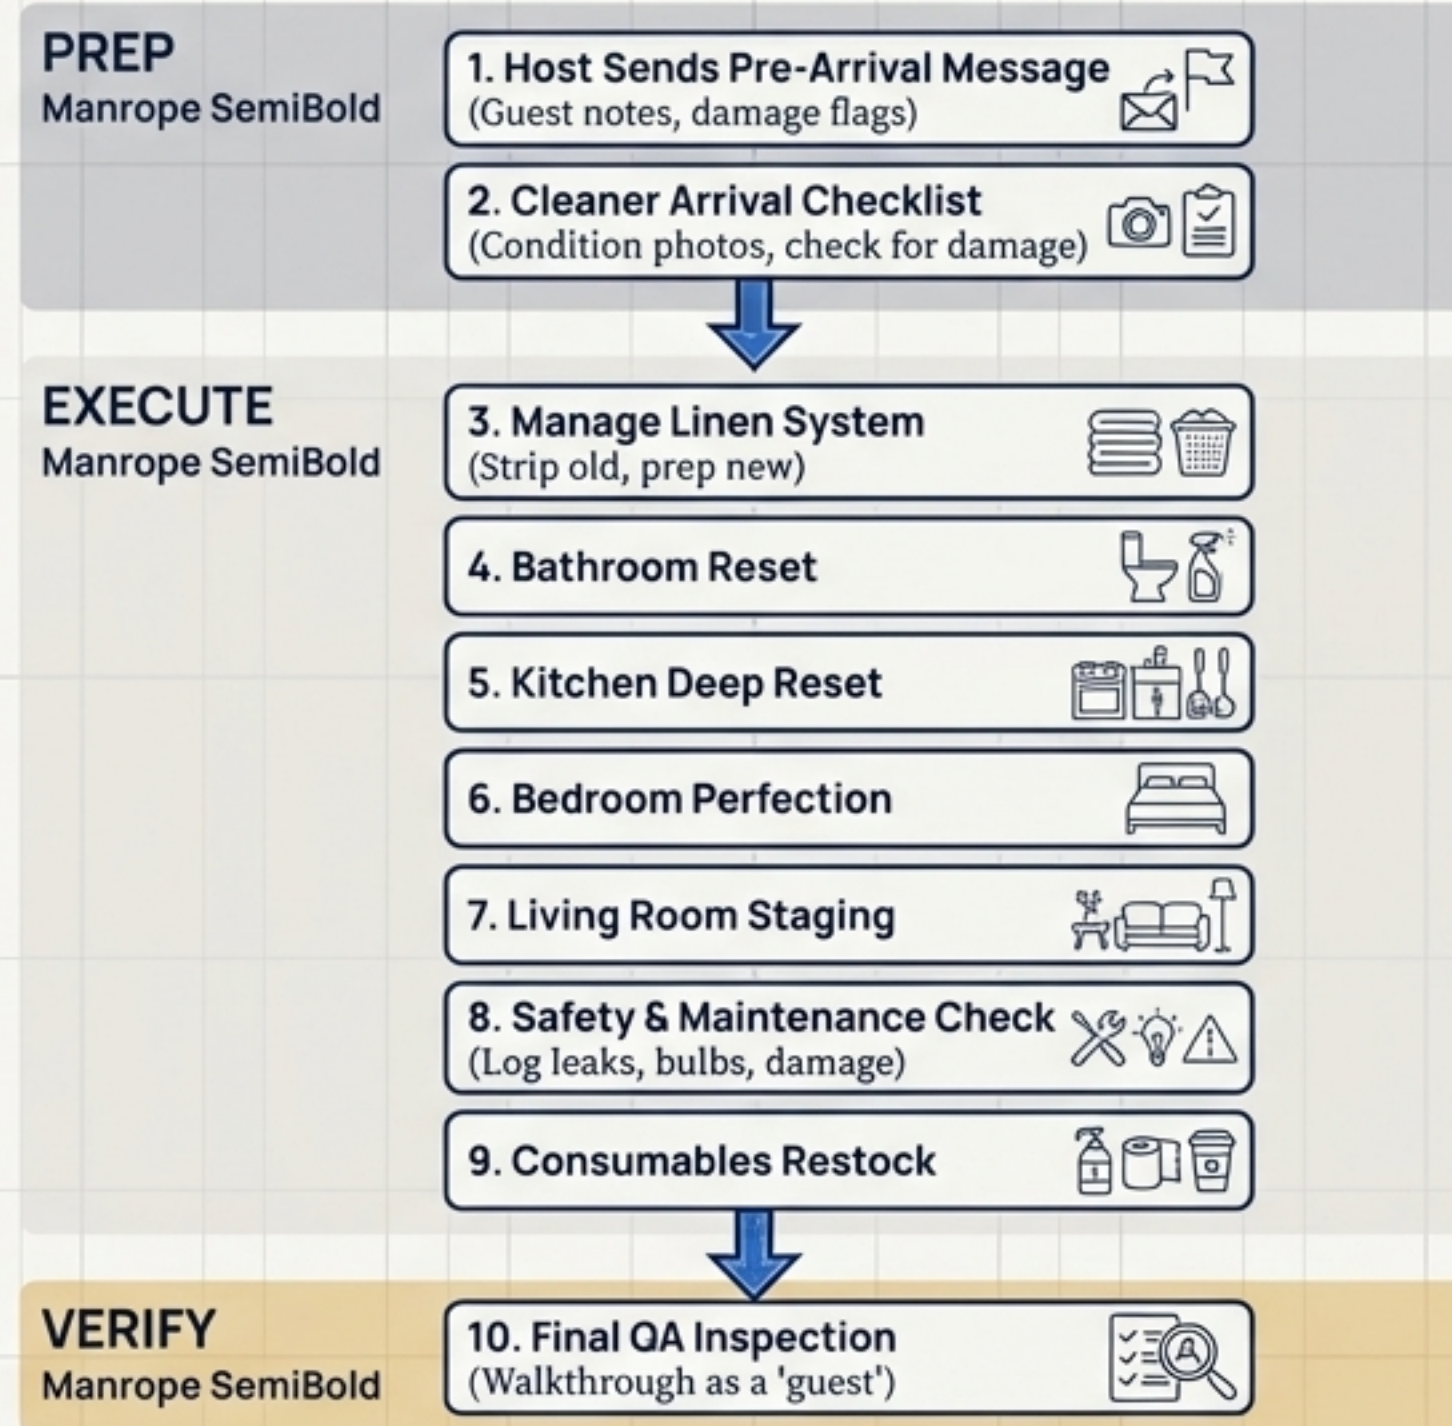 PREP
Manrope SemiBold
1. Host Sends Pre-Arrival Message
(Guest notes, damage flags)
2. Cleaner Arrival Checklist
(Condition photos, check for damage)
EXECUTE
Manrope SemiBold
3. Manage Linen System
(Strip old, prep new)
4. Bathroom Reset
5. Kitchen Deep Reset
6. Bedroom Perfection
7. Living Room Staging
8. Safety & Maintenance Check
(Log leaks, bulbs, damage)
9. Consumables Restock
VERIFY
Manrope SemiBold
10. Final QA Inspection
(Walkthrough as a 'guest')